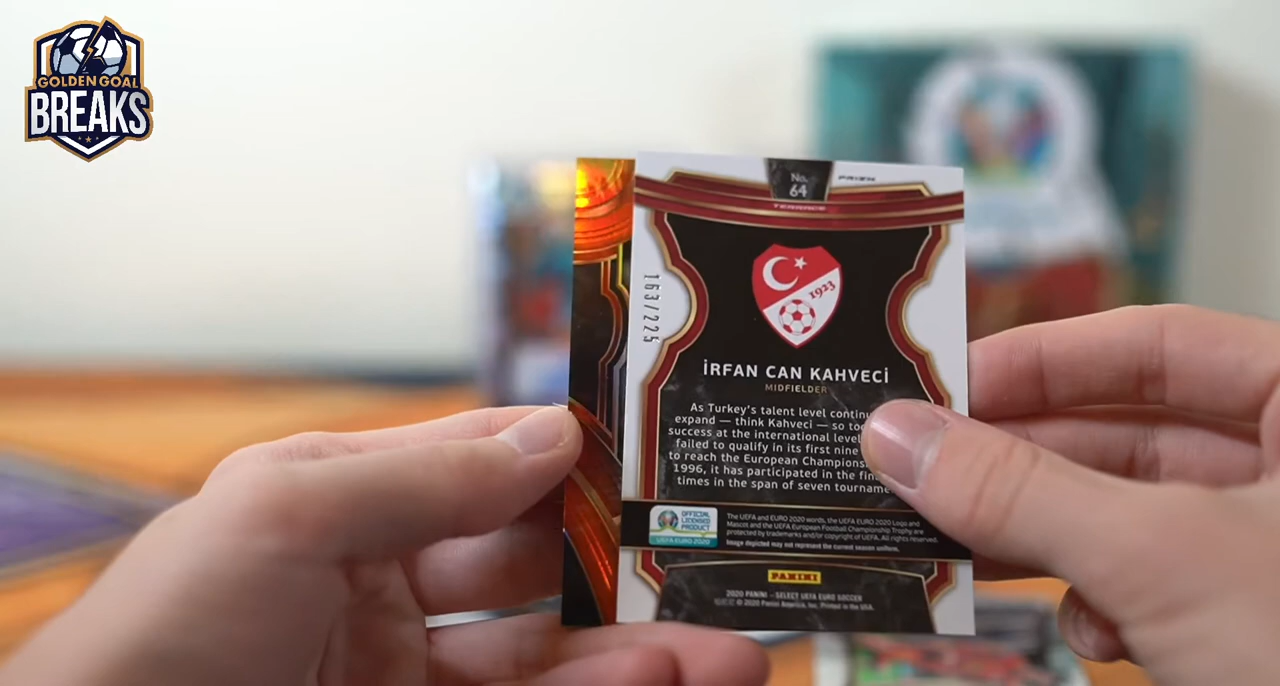 GOLDEN GOAL
BREAKS
No.
64
PRIZM
TERRACE
163/225
1923
İRFAN CAN KAHVECİ
MIDFIELDER
As Turkey's talent level continu
expand — think Kahveci — so too
success at the international level
failed to qualify in its first nine
to reach the European Champions
1996, it has participated in the fina
times in the span of seven tourname
OFFICIAL
LICENSED
PRODUCT
UEFA EURO 2020
The UEFA and EURO 2020 words, the UEFA EURO 2020 Logo and
Mascot and the UEFA European Football Championship Trophy are
protected by trademarks and/or copyright of UEFA. All rights reserved.
Image depicted may not represent the current season uniform.
PANINI
2020 PANINI – SELECT UEFA EURO SOCCER
© 2020 Panini America, Inc. Printed in the USA.